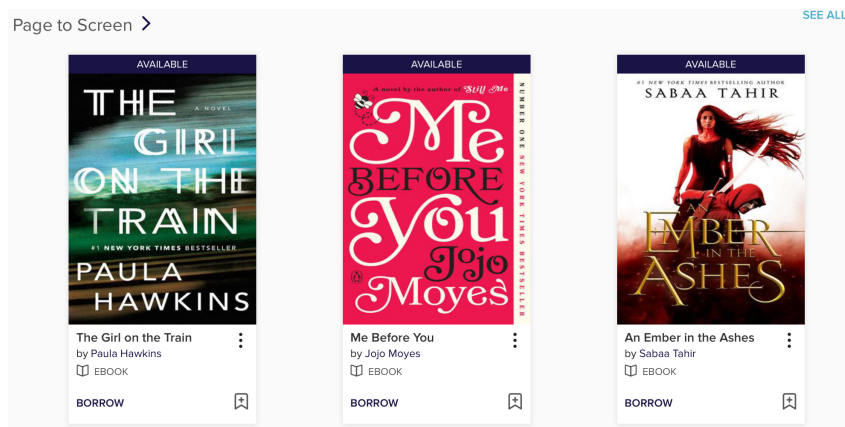 Page to Screen
SEE ALL
AVAILABLE
THE
A NOVEL
GIRL
ON THE
TRAIN
#1 NEW YORK TIMES BESTSELLER
PAULA
HAWKINS
The Girl on the Train
by Paula Hawkins
EBOOK
BORROW
AVAILABLE
A novel by the author of Still Me
Me
BEFORE
You
Jojo
Moyes
NUMBER ONE NEW YORK TIMES BESTSELLER
Me Before You
by Jojo Moyes
EBOOK
BORROW
AVAILABLE
#1 NEW YORK TIMES BESTSELLING AUTHOR
SABAA TAHIR
AN
EMBER
IN THE
ASHES
An Ember in the Ashes
by Sabaa Tahir
EBOOK
BORROW